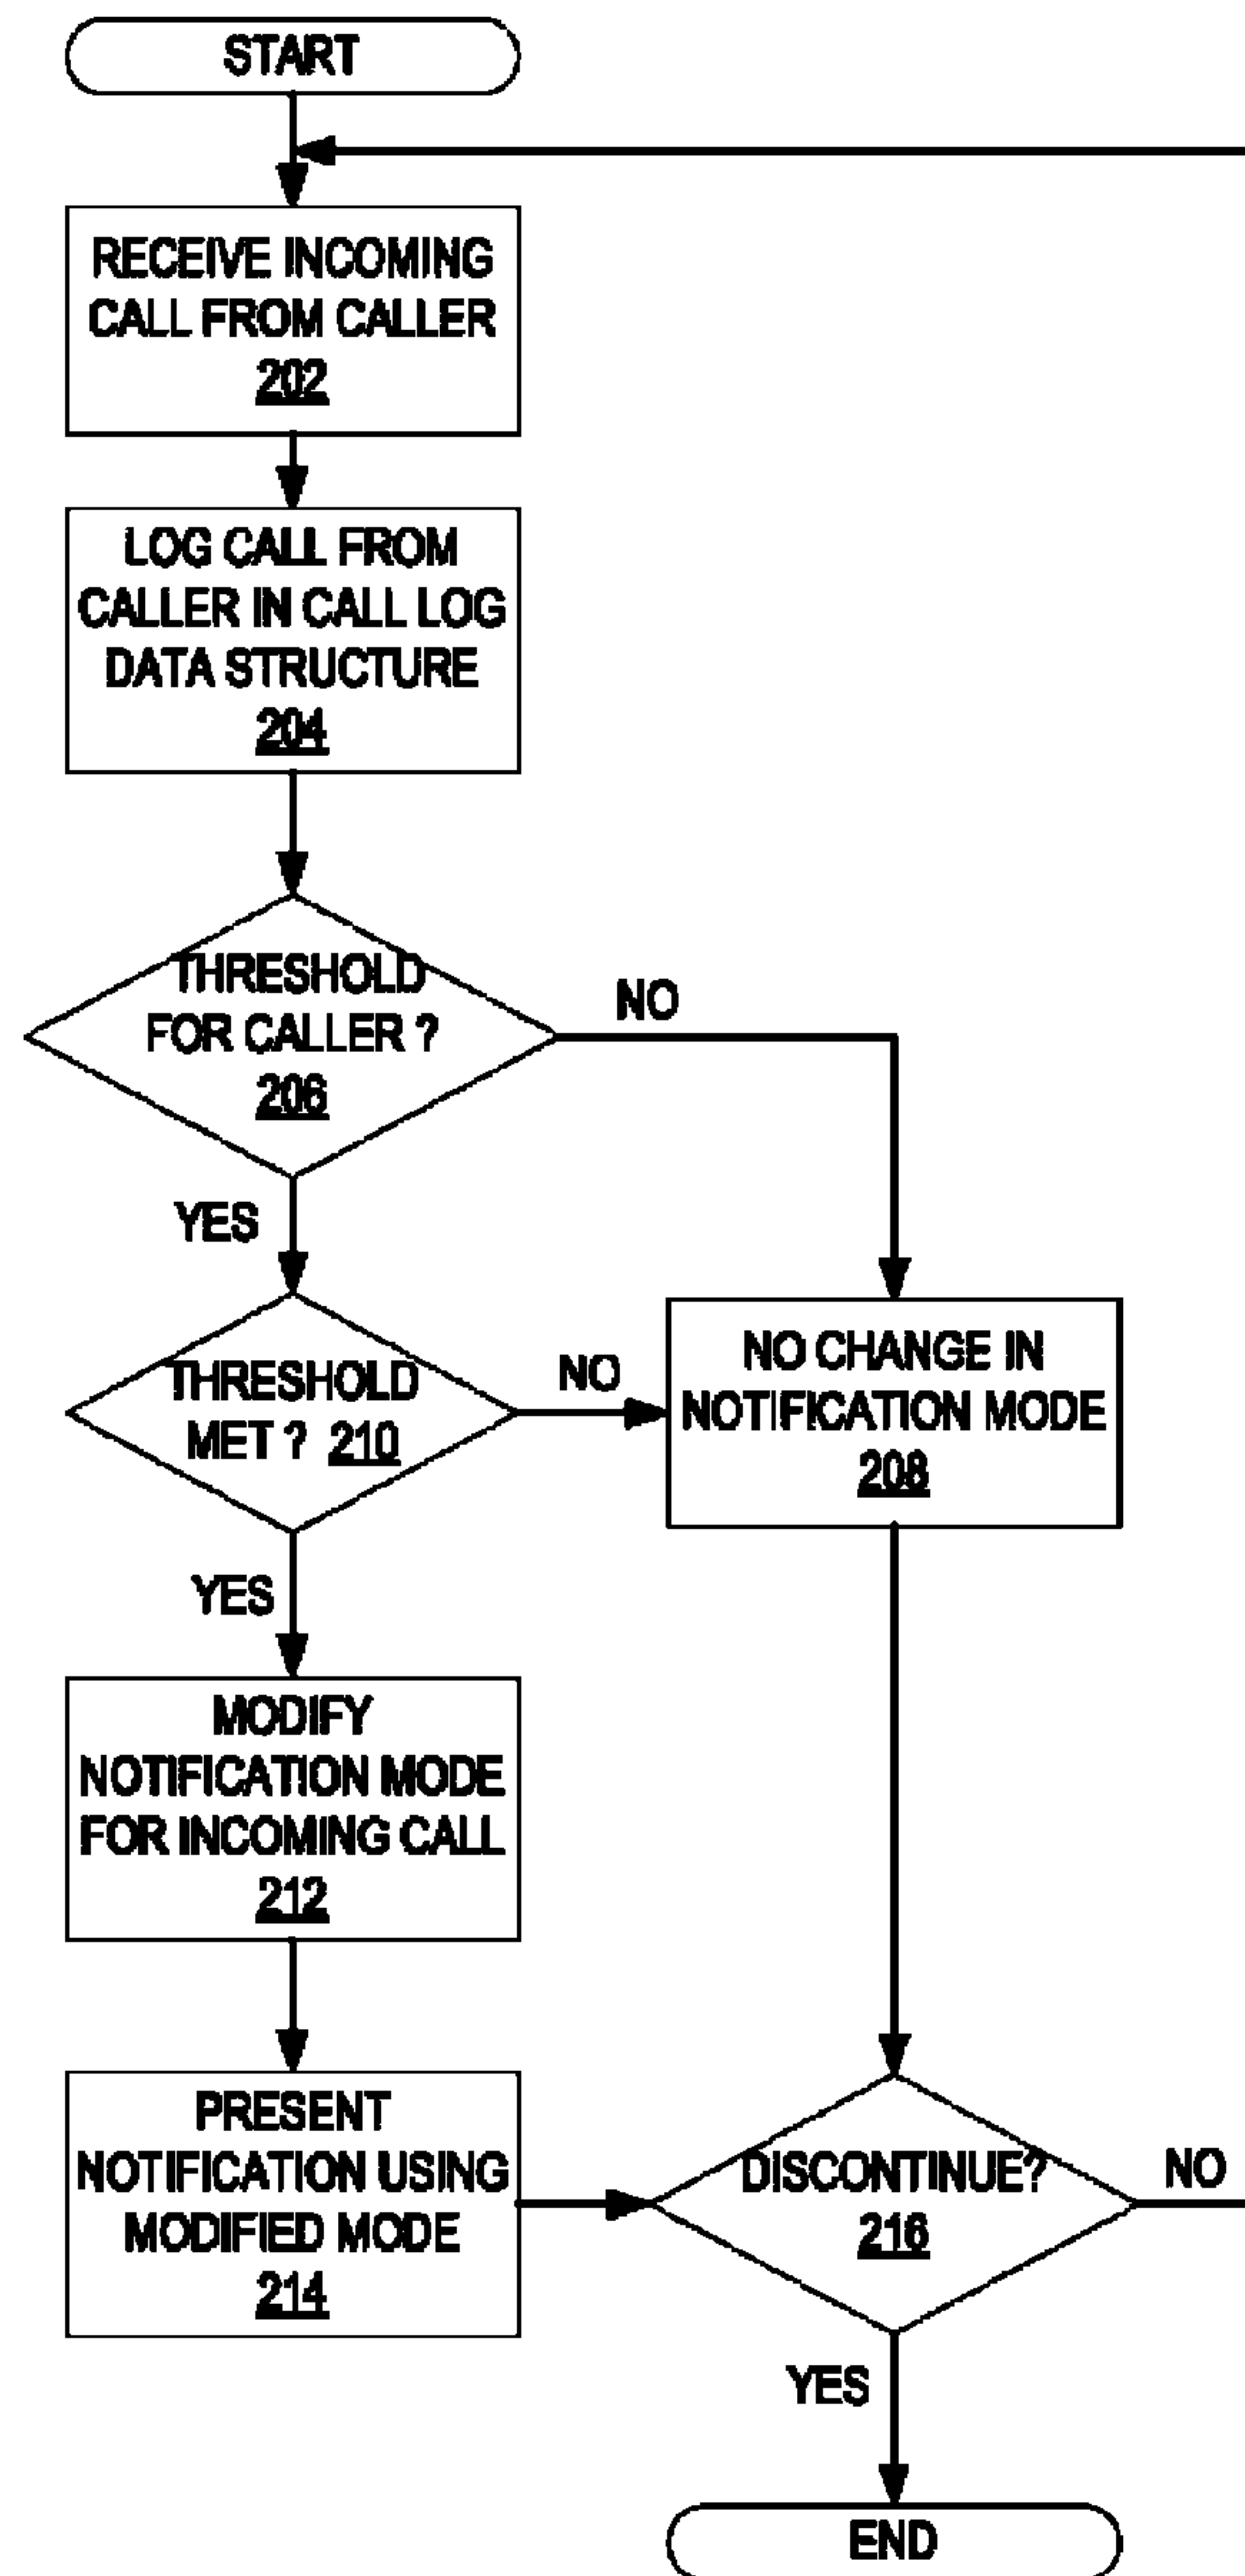 START
RECEIVE INCOMING
CALL FROM CALLER
202
LOG CALL FROM
CALLER IN CALL LOG
DATA STRUCTURE
204
THRESHOLD
FOR CALLER ?
206
NO
YES
THRESHOLD
MET ? 210
NO
NO CHANGE IN
NOTIFICATION MODE
208
YES
MODIFY
NOTIFICATION MODE
FOR INCOMING CALL
212
PRESENT
NOTIFICATION USING
MODIFIED MODE
214
DISCONTINUE?
216
NO
YES
END